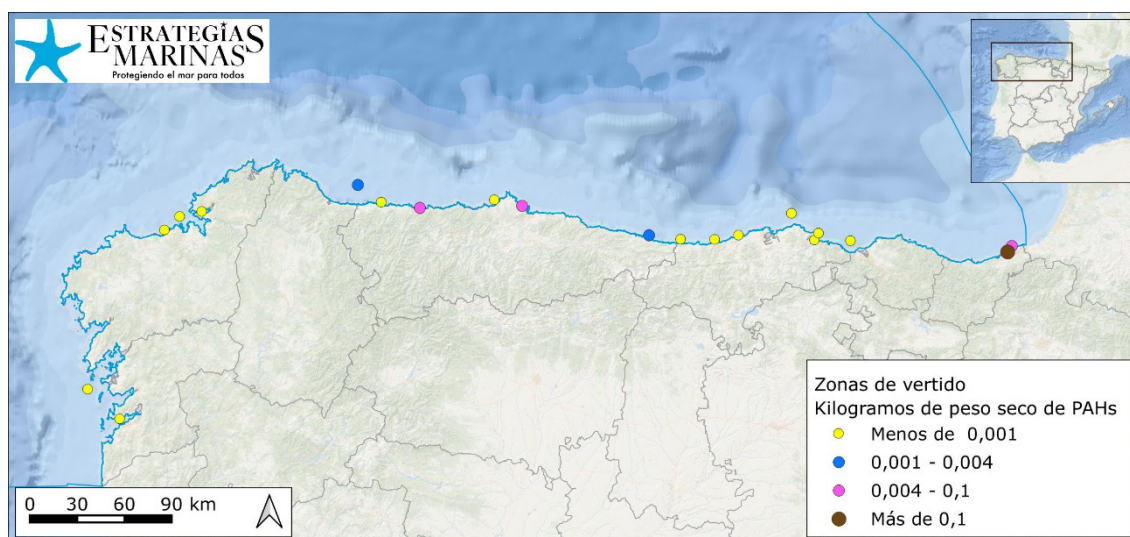 ESTRATEGIAS
MARINAS
Protegiendo el mar para todos
Zonas de vertido
Kilogramos de peso seco de PAHs
Menos de 0,001
0,001 - 0,004
0,004 - 0,1
Más de 0,1
0 30 60 90 km